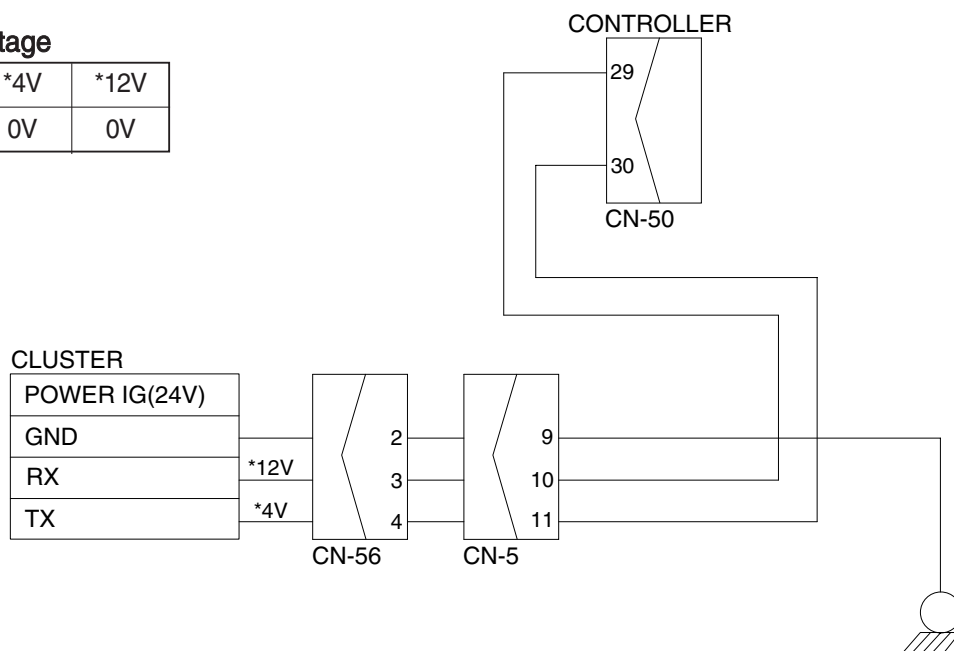 CONTROLLER
*4V *12V
0V 0V
29
30
CN-50
CLUSTER
POWER IG(24V)
GND
RX
TX
*12V
*4V
2
3
4
CN-56
9
10
11
CN-5